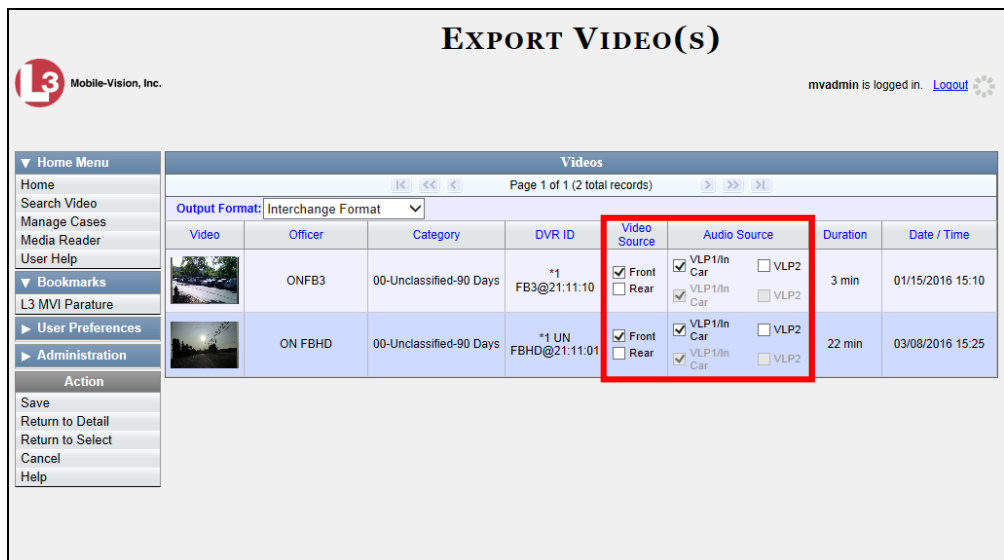 EXPORT VIDEO(S)
L3 Mobile-Vision, Inc.
mvadmin is logged in. Logout
Home Menu
Home
Search Video
Manage Cases
Media Reader
User Help
Bookmarks
L3 MVI Parature
User Preferences
Administration
Action
Save
Return to Detail
Return to Select
Cancel
Help
Videos
Page 1 of 1 (2 total records)
Output Format: Interchange Format
Video Officer Category DVR ID Video Source Audio Source Duration Date / Time
ONFB3 00-Unclassified-90 Days *1 FB3@21:11:10 Front Rear VLP1/In Car VLP2 VLP1/In Car VLP2 3 min 01/15/2016 15:10
ON FBHD 00-Unclassified-90 Days *1 UN FBHD@21:11:01 Front Rear VLP1/In Car VLP2 VLP1/In Car VLP2 22 min 03/08/2016 15:25